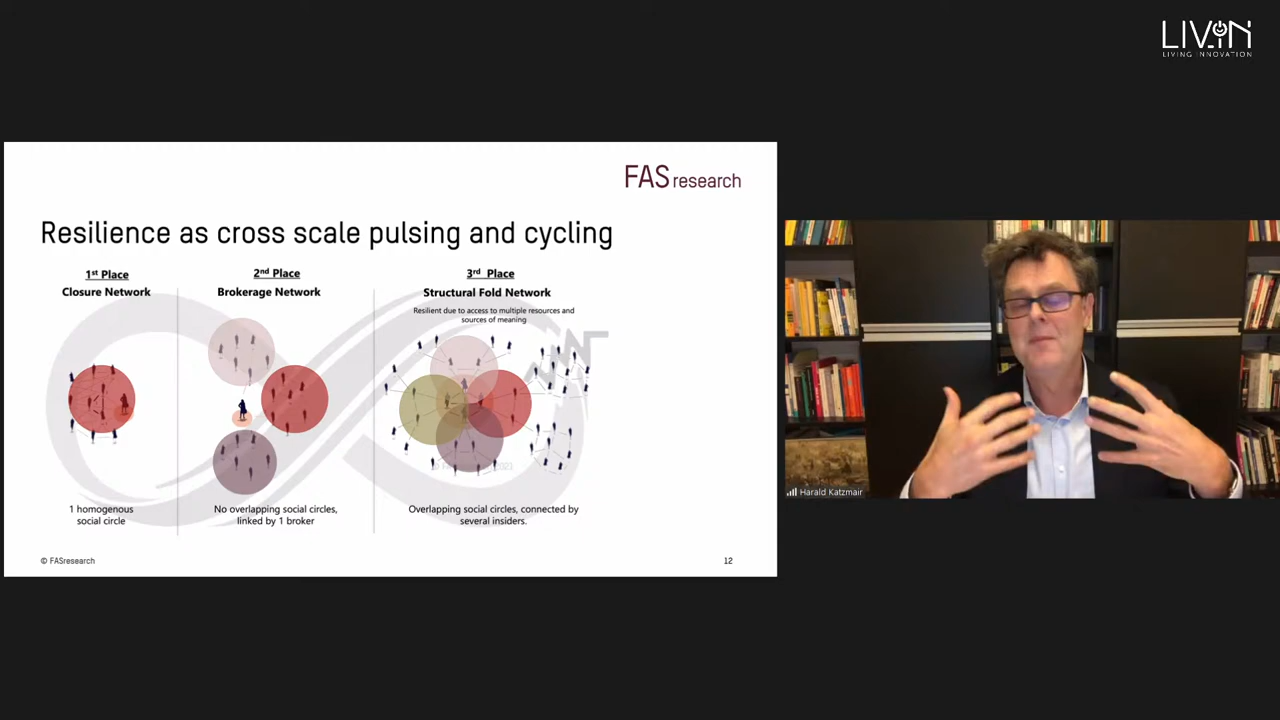 LIVIN
LIVING INNOVATION
FAS research
Resilience as cross scale pulsing and cycling
1st Place
Closure Network
2nd Place
Brokerage Network
3rd Place
Structural Fold Network
Resilient due to access to multiple resources and
sources of meaning
1 homogenous
social circle
No overlapping social circles,
linked by 1 broker
Overlapping social circles, connected by
several insiders.
© FASresearch
12
Harald Katzmair